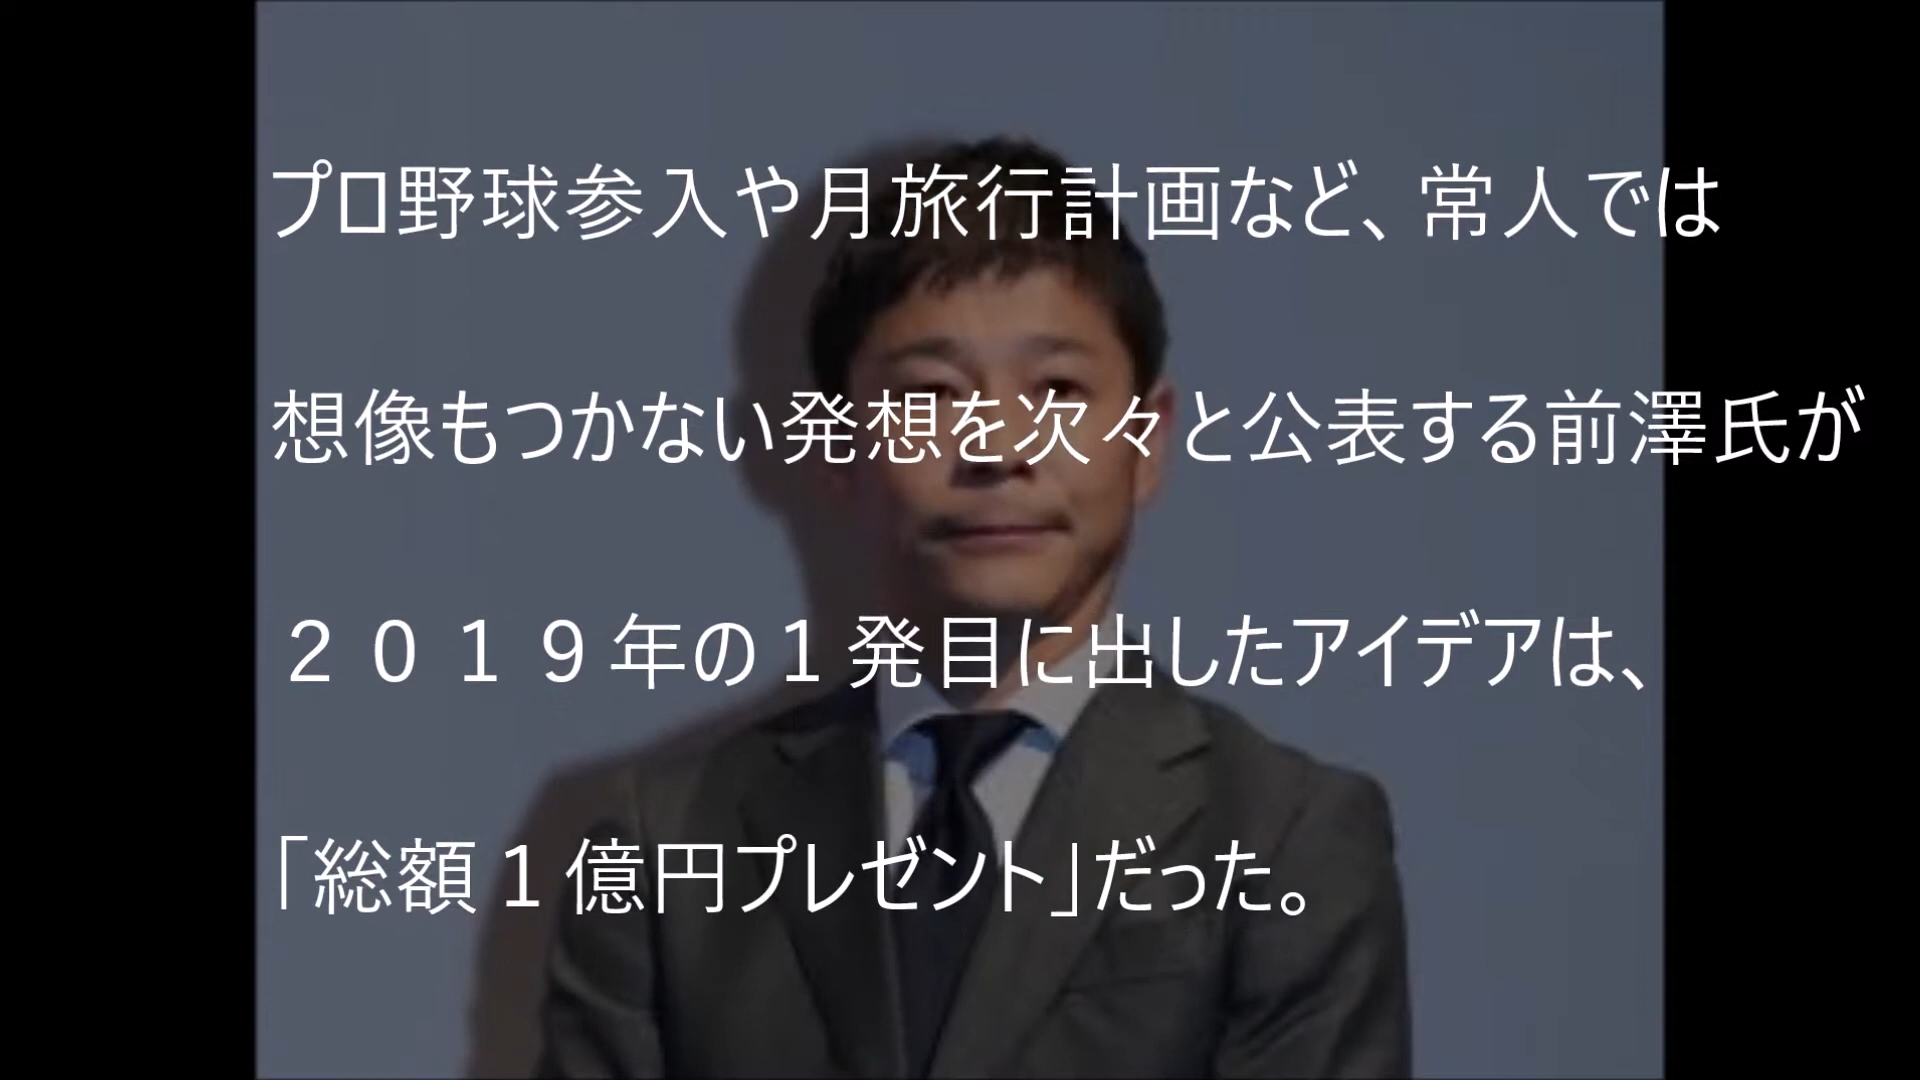 プロ野球参入や月旅行計画など、常人では
想像もつかない発想を次々と公表する前澤氏が
２０１９年の１発目に出したアイデアは、
「総額１億円プレゼント」だった。